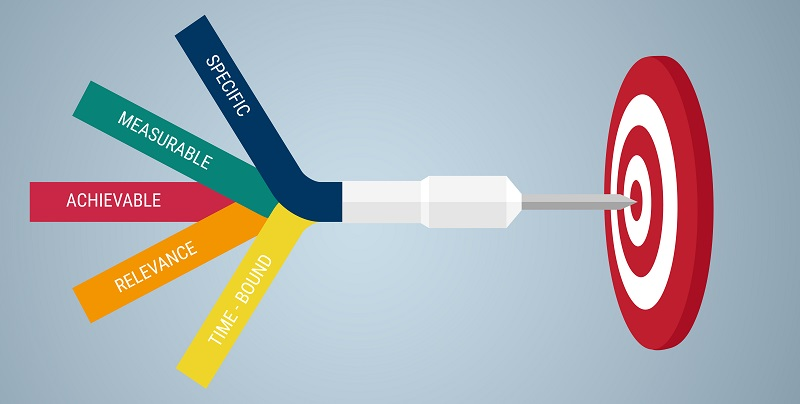 SPECIFIC
MEASURABLE
ACHIEVABLE
RELEVANCE
TIME - BOUND